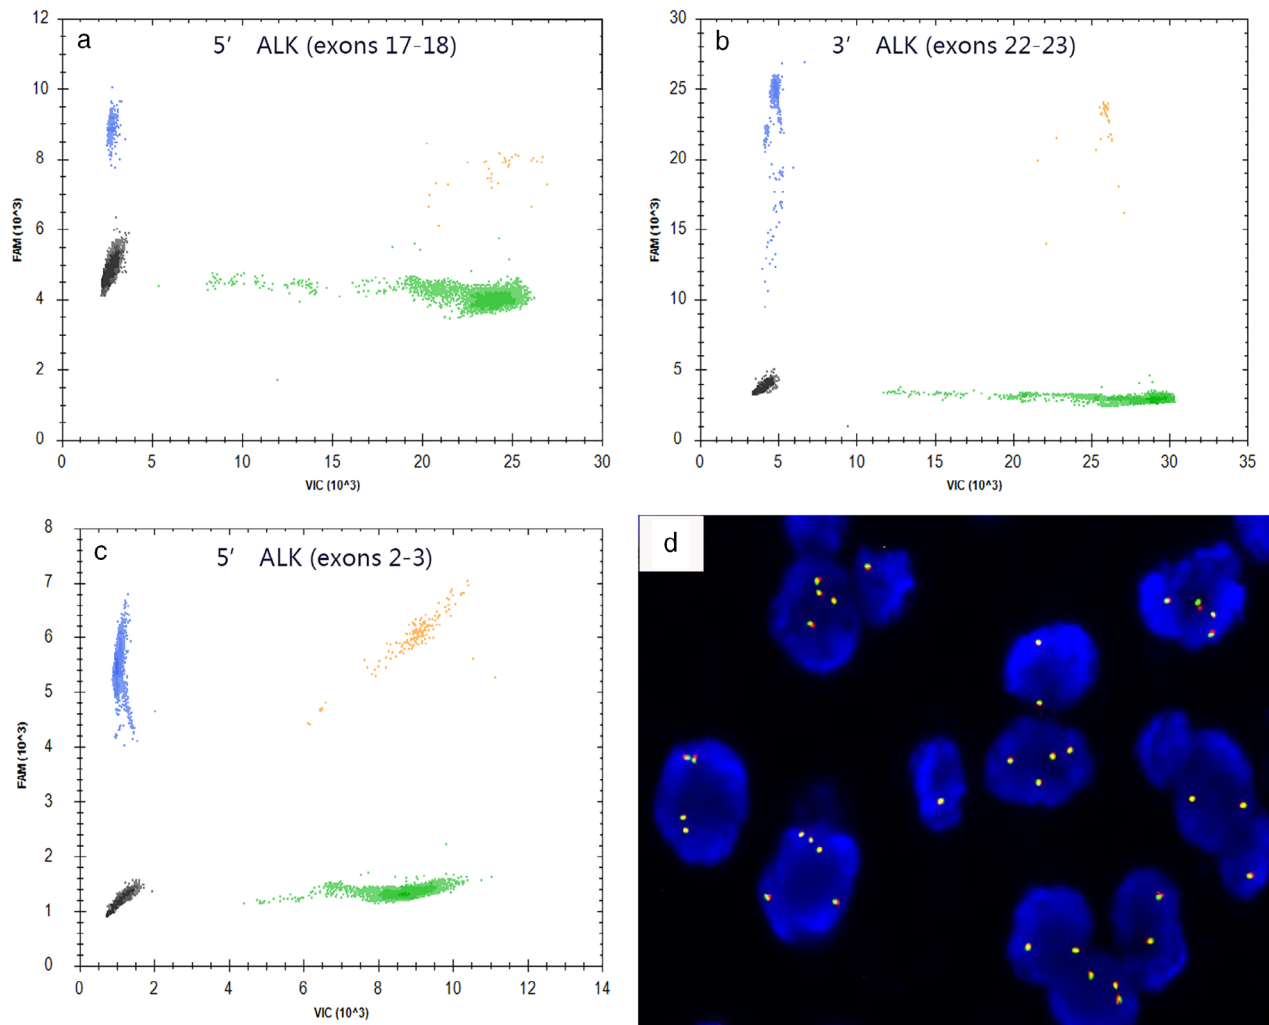 a
5′ ALK (exons 17-18)
12
10
8
6
4
2
0
FAM (10^3)
0 5 10 15 20 25 30
VIC (10^3)
b
3′ ALK (exons 22-23)
30
25
20
15
10
5
0
FAM (10^3)
0 5 10 15 20 25 30 35
VIC (10^3)
c
5′ ALK (exons 2-3)
8
7
6
5
4
3
2
1
0
FAM (10^3)
0 2 4 6 8 10 12 14
VIC (10^3)
d